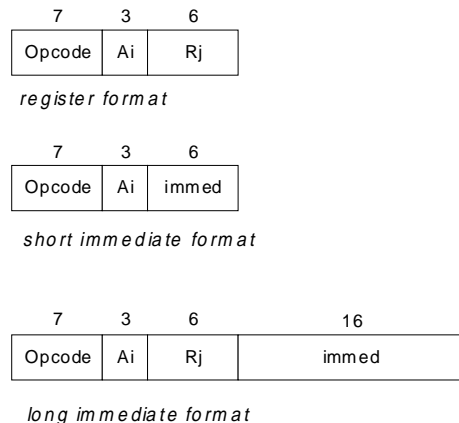 7 3 6
Opcode Ai Rj
register format
7 3 6
Opcode Ai immed
short immediate format
7 3 6 16
Opcode Ai Rj immed
long immediate format